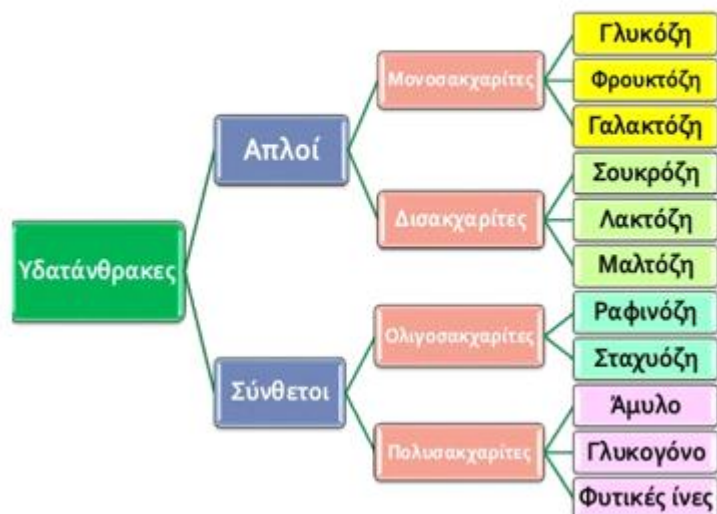 Υδατάνθρακες
Απλοί
Μονοσακχαρίτες
Γλυκόζη
Φρουκτόζη
Γαλακτόζη
Δισακχαρίτες
Σουκρόζη
Λακτόζη
Μαλτόζη
Σύνθετοι
Ολιγοσακχαρίτες
Ραφινόζη
Σταχυόζη
Πολυσακχαρίτες
Άμυλο
Γλυκογόνο
Φυτικές ίνες